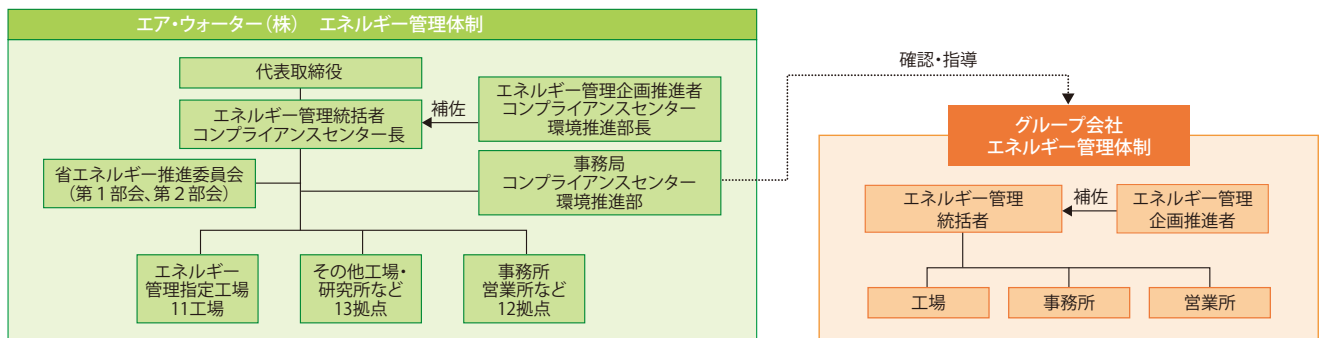 エア・ウォーター（株）　エネルギー管理体制
代表取締役
エネルギー管理統括者
コンプライアンスセンター長
補佐
エネルギー管理企画推進者
コンプライアンスセンター
環境推進部長
省エネルギー推進委員会
（第１部会、第２部会）
事務局
コンプライアンスセンター
環境推進部
エネルギー
管理指定工場
11工場
その他工場・
研究所など
13拠点
事務所
営業所など
12拠点
確認・指導
グループ会社
エネルギー管理体制
エネルギー管理
統括者
補佐
エネルギー管理
企画推進者
工場
事務所
営業所